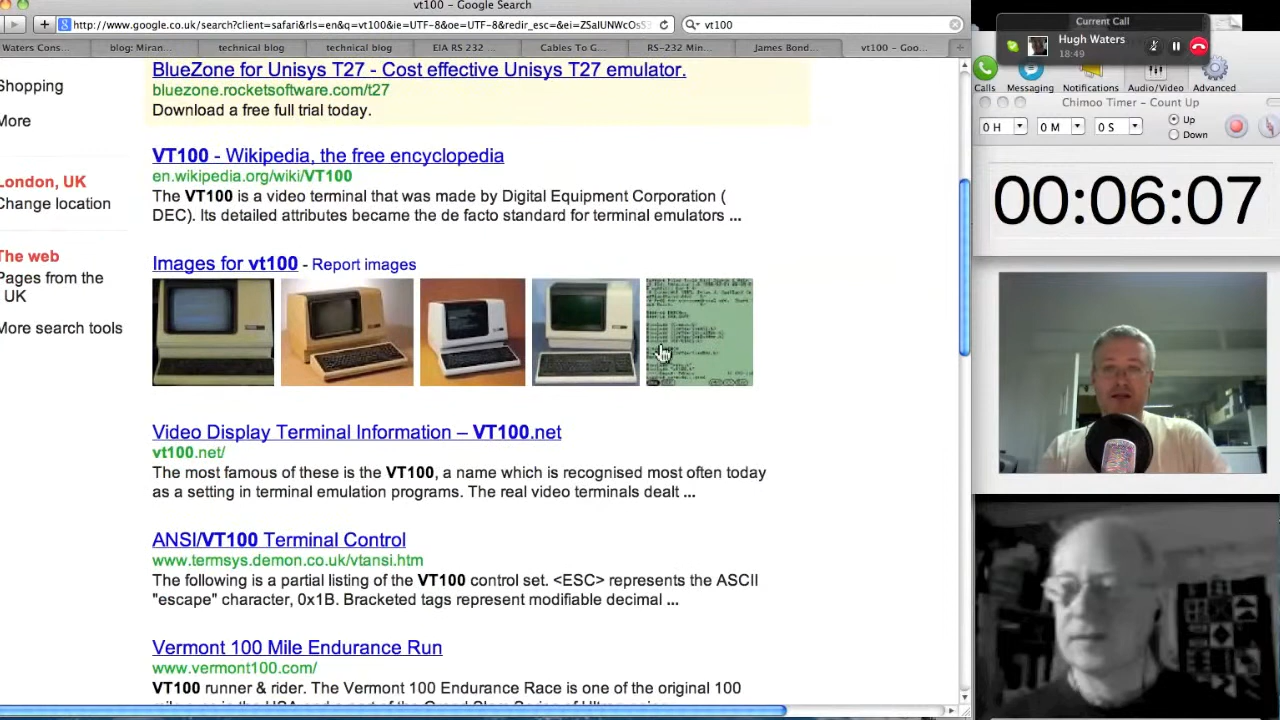 vt100 - Google Search
http://www.google.co.uk/search?client=safari&rls=en&q=vt100&ie=UTF-8&oe=UTF-8&redir_esc=&ei=ZSalUNWcOs5
vt100
Waters Cons...
blog: Miran...
technical blog
technical blog
EIA RS 232 ...
Cables To G...
RS-232 Min...
James Bond...
vt100 - Goo...
Shopping
More
London, UK
Change location
The web
Pages from the
UK
More search tools
BlueZone for Unisys T27 - Cost effective Unisys T27 emulator.
bluezone.rocketsoftware.com/t27
Download a free full trial today.
VT100 - Wikipedia, the free encyclopedia
en.wikipedia.org/wiki/VT100
The VT100 is a video terminal that was made by Digital Equipment Corporation (
DEC). Its detailed attributes became the de facto standard for terminal emulators ...
Images for vt100 - Report images
Video Display Terminal Information – VT100.net
vt100.net/
The most famous of these is the VT100, a name which is recognised most often today
as a setting in terminal emulation programs. The real video terminals dealt ...
ANSI/VT100 Terminal Control
www.termsys.demon.co.uk/vtansi.htm
The following is a partial listing of the VT100 control set. <ESC> represents the ASCII
"escape" character, 0x1B. Bracketed tags represent modifiable decimal ...
Vermont 100 Mile Endurance Run
www.vermont100.com/
VT100 runner & rider. The Vermont 100 Endurance Race is one of the original 100
Current Call
Hugh Waters
18:49
Calls
Messaging
Notifications
Audio/Video
Advanced
Chimoo Timer - Count Up
0 H
0 M
0 S
Up
Down
00:06:07